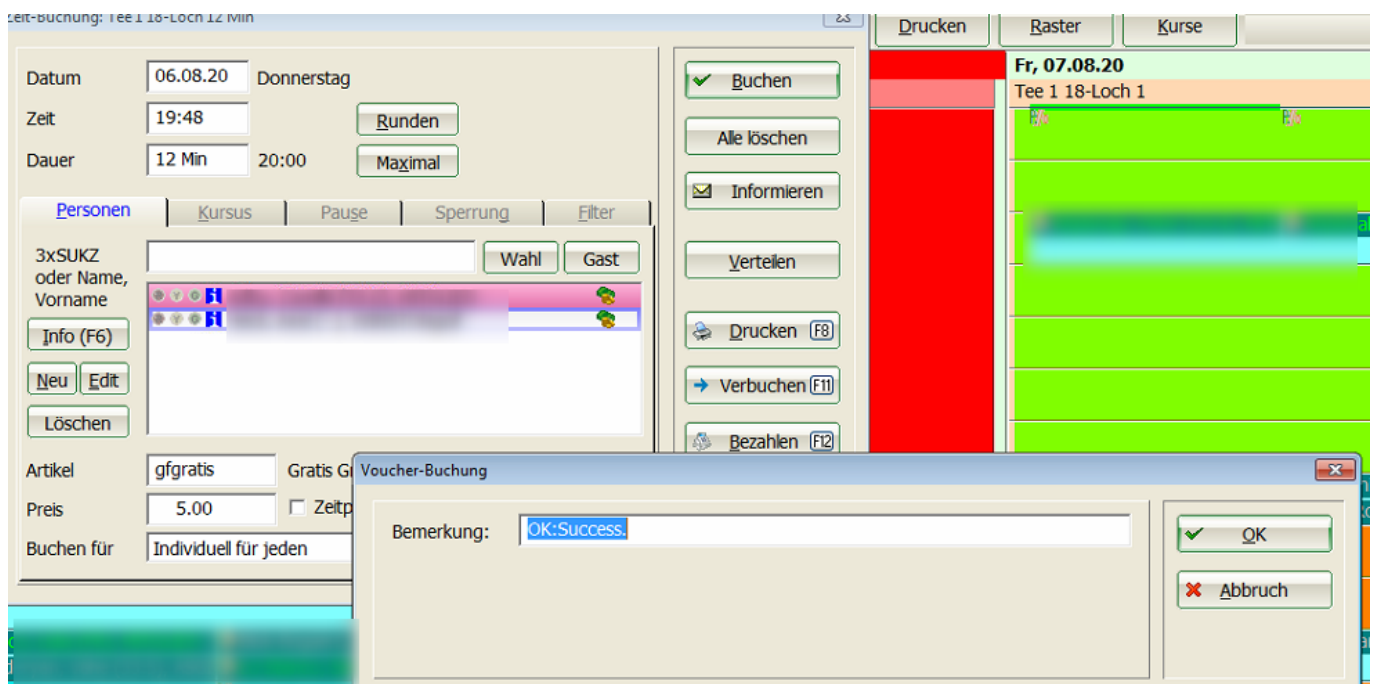 Zeit-Buchung: Tee 1 18-Loch 12 Min
Drucken Raster Kurse
Datum 06.08.20 Donnerstag
Zeit 19:48 Runden
Dauer 12 Min 20:00 Maximal
Personen Kursus Pause Sperrung Filter
3xSUKZ
oder Name,
Vorname
Wahl Gast
Info (F6)
Neu Edit
Löschen
Artikel gfgratis Gratis G
Preis 5.00 Zeitp
Buchen für Individuell für jeden
Buchen
Alle löschen
Informieren
Verteilen
Drucken F8
Verbuchen F11
Bezahlen F12
Fr, 07.08.20
Tee 1 18-Loch 1
Voucher-Buchung
Bemerkung: OK:Success.
OK
Abbruch